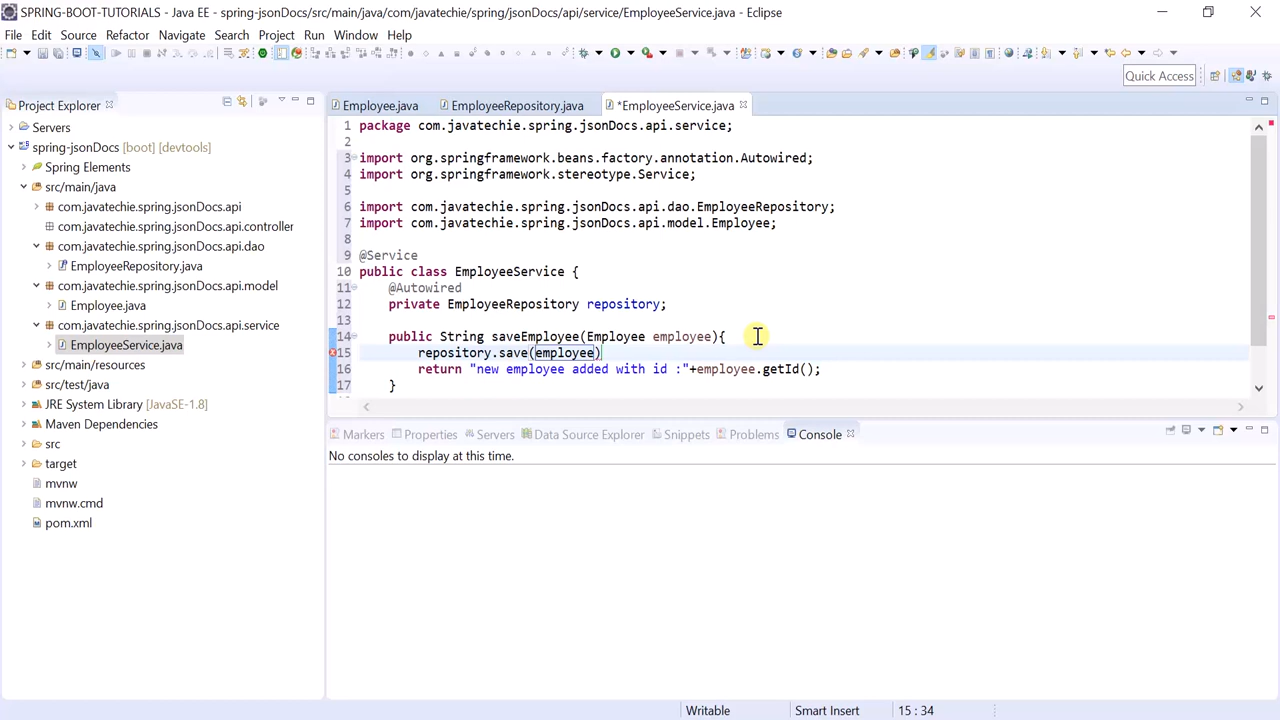 SPRING-BOOT-TUTORIALS - Java EE - spring-jsonDocs/src/main/java/com/javatechie/spring/jsonDocs/api/service/EmployeeService.java - Eclipse
File Edit Source Refactor Navigate Search Project Run Window Help
Quick Access
Project Explorer
Servers
spring-jsonDocs [boot] [devtools]
Spring Elements
src/main/java
com.javatechie.spring.jsonDocs.api
com.javatechie.spring.jsonDocs.api.controller
com.javatechie.spring.jsonDocs.api.dao
EmployeeRepository.java
com.javatechie.spring.jsonDocs.api.model
Employee.java
com.javatechie.spring.jsonDocs.api.service
EmployeeService.java
src/main/resources
src/test/java
JRE System Library [JavaSE-1.8]
Maven Dependencies
src
target
mvnw
mvnw.cmd
pom.xml
Employee.java EmployeeRepository.java *EmployeeService.java
1 package com.javatechie.spring.jsonDocs.api.service;
2
3 import org.springframework.beans.factory.annotation.Autowired;
4 import org.springframework.stereotype.Service;
5
6 import com.javatechie.spring.jsonDocs.api.dao.EmployeeRepository;
7 import com.javatechie.spring.jsonDocs.api.model.Employee;
8
9 @Service
10 public class EmployeeService {
11 @Autowired
12 private EmployeeRepository repository;
13
14 public String saveEmployee(Employee employee){
15 repository.save(employee)
16 return "new employee added with id :"+employee.getId();
17 }
Markers Properties Servers Data Source Explorer Snippets Problems Console
No consoles to display at this time.
Writable Smart Insert 15 : 34